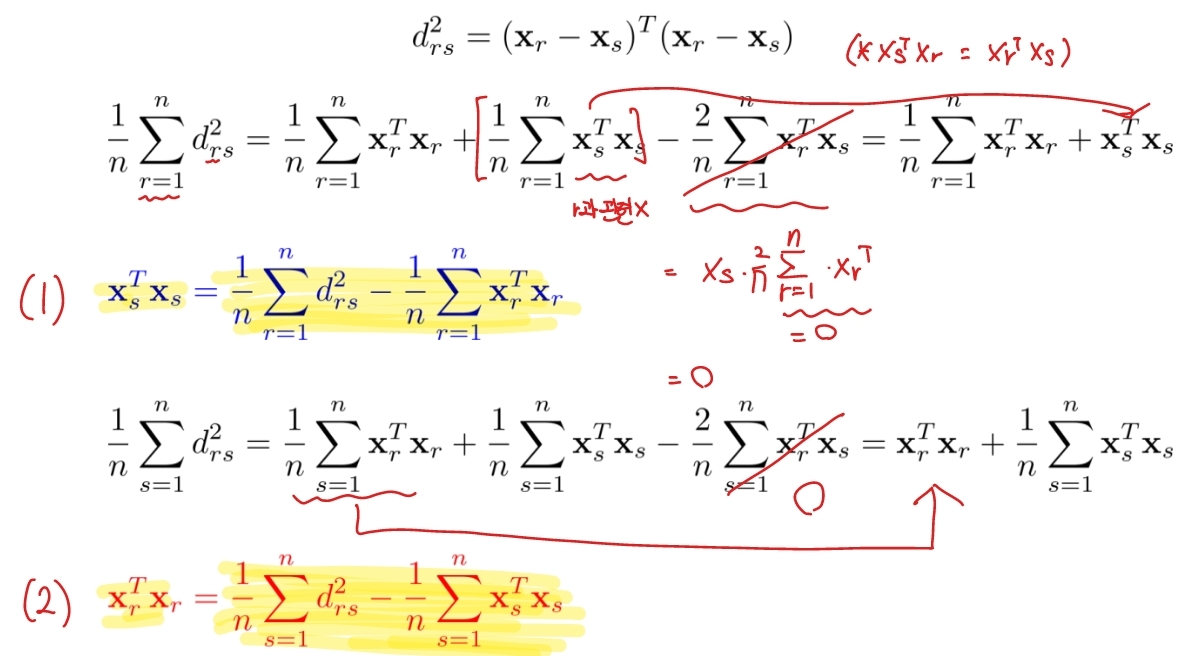 $d_{rs}^2 = (\mathbf{x}_r - \mathbf{x}_s)^T(\mathbf{x}_r - \mathbf{x}_s)$
$(* x_s^T x_r = x_r^T x_s)$
$\frac{1}{n}\sum_{r=1}^{n} d_{rs}^2 = \frac{1}{n}\sum_{r=1}^{n} \mathbf{x}_r^T\mathbf{x}_r + \left[\frac{1}{n}\sum_{r=1}^{n} \mathbf{x}_s^T\mathbf{x}_s\right] - \frac{2}{n}\sum_{r=1}^{n} \mathbf{x}_r^T\mathbf{x}_s = \frac{1}{n}\sum_{r=1}^{n} \mathbf{x}_r^T\mathbf{x}_r + \mathbf{x}_s^T\mathbf{x}_s$
r과 관련 X
$= x_s \cdot \frac{2}{n}\sum_{r=1}^{n} \cdot x_r^T$
= 0
(1) $\mathbf{x}_s^T\mathbf{x}_s = \frac{1}{n}\sum_{r=1}^{n} d_{rs}^2 - \frac{1}{n}\sum_{r=1}^{n} \mathbf{x}_r^T\mathbf{x}_r$
= 0
$\frac{1}{n}\sum_{s=1}^{n} d_{rs}^2 = \frac{1}{n}\sum_{s=1}^{n} \mathbf{x}_r^T\mathbf{x}_r + \frac{1}{n}\sum_{s=1}^{n} \mathbf{x}_s^T\mathbf{x}_s - \frac{2}{n}\sum_{s=1}^{n} \mathbf{x}_r^T\mathbf{x}_s = \mathbf{x}_r^T\mathbf{x}_r + \frac{1}{n}\sum_{s=1}^{n} \mathbf{x}_s^T\mathbf{x}_s$
0
(2) $\mathbf{x}_r^T\mathbf{x}_r = \frac{1}{n}\sum_{s=1}^{n} d_{rs}^2 - \frac{1}{n}\sum_{s=1}^{n} \mathbf{x}_s^T\mathbf{x}_s$